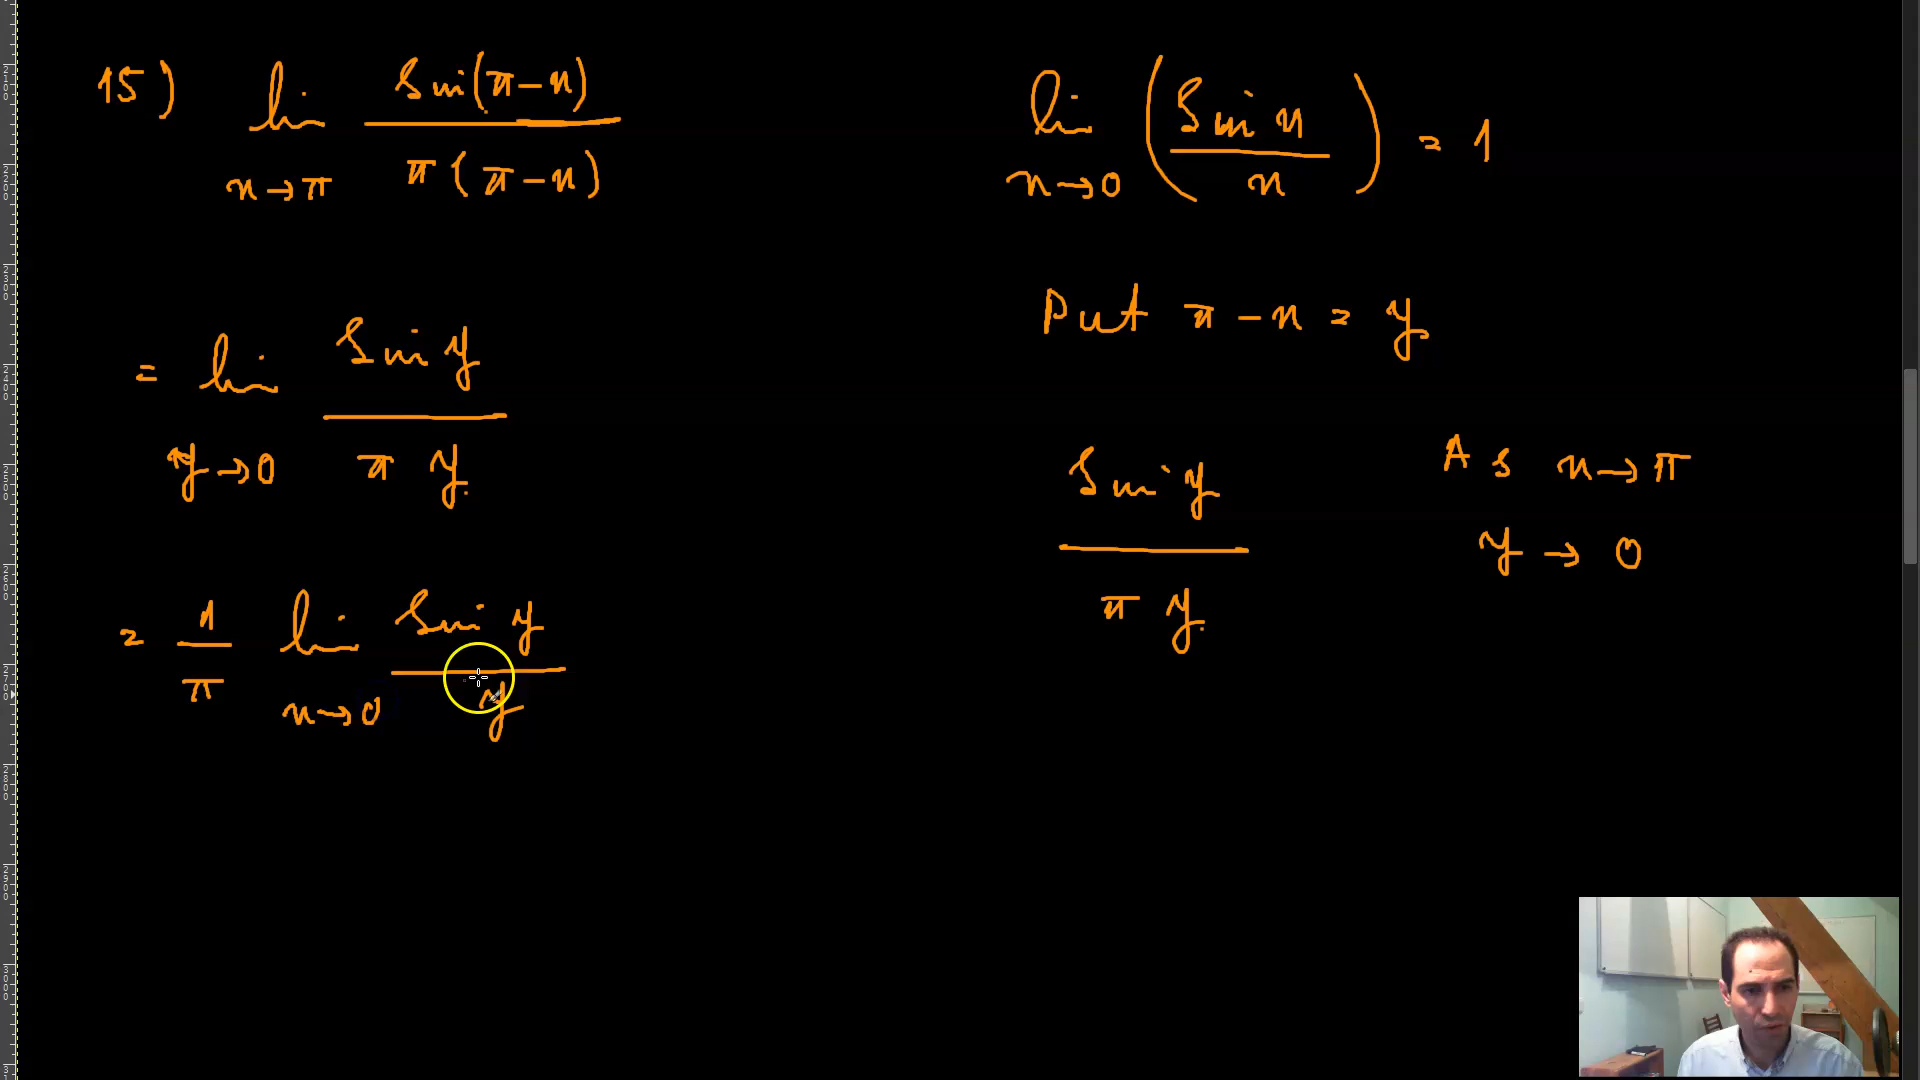 15) lim sin(π-x)
x→π π(π-x)
= lim sin y
y→0 π y
= 1 lim sin y
π x→0 y
lim (sin x) = 1
x→0 x
Put π-x = y
sin y
π y
As x→π
y → 0